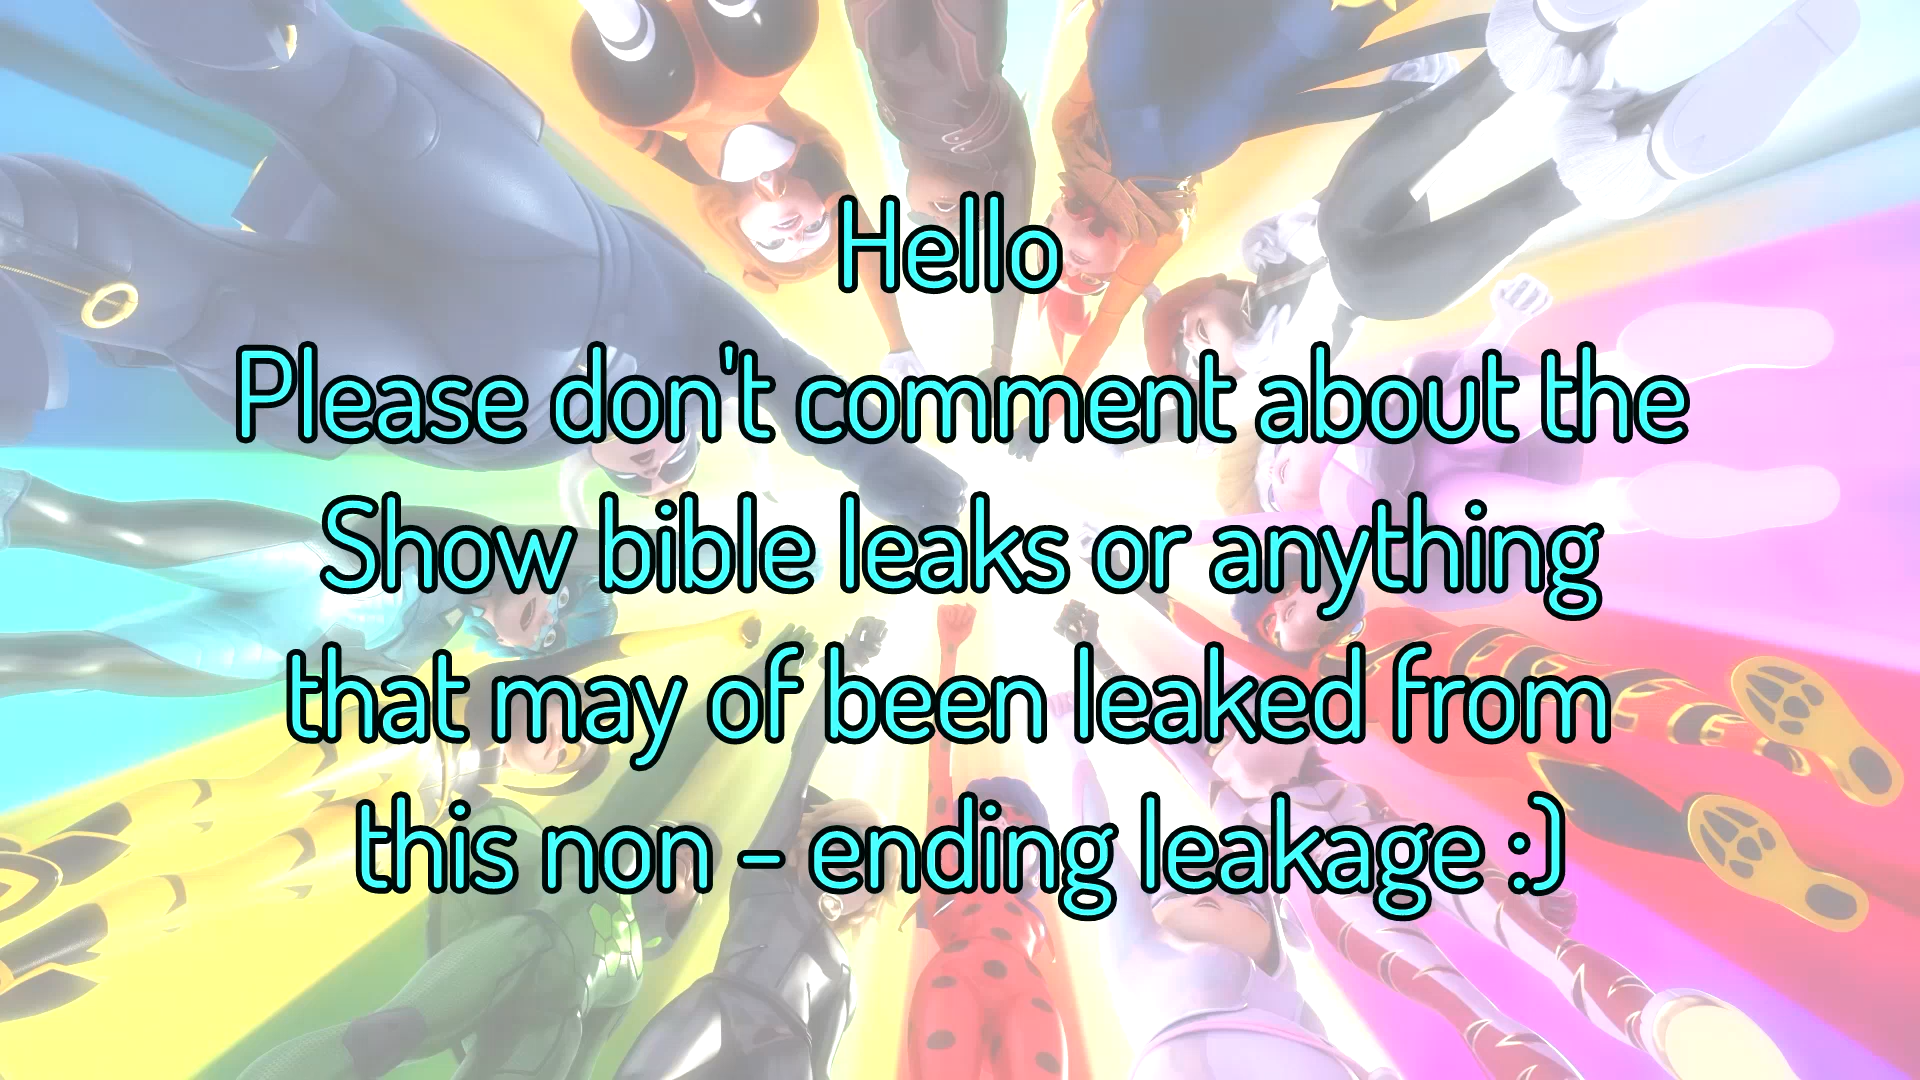 Hello
Please don't comment about the
Show bible leaks or anything
that may of been leaked from
this non - ending leakage :)